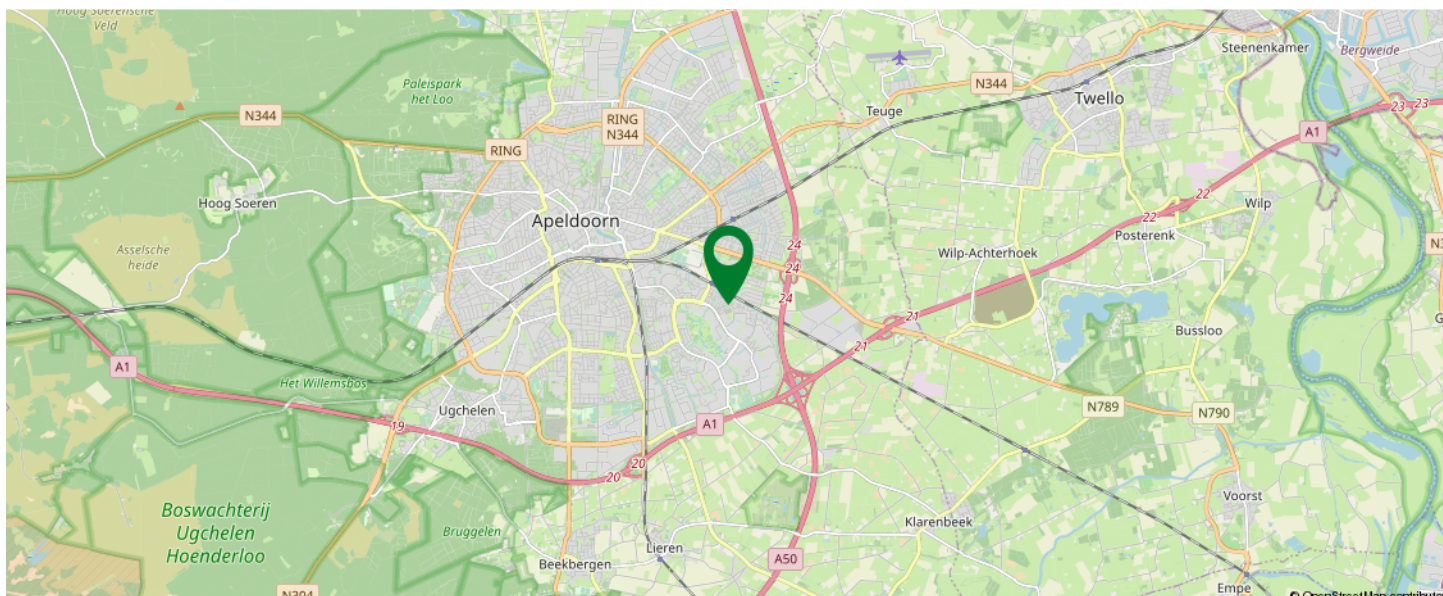 Hoog Soerensche
Veld
Steenenkamer
Bergweide
Paleispark
het Loo
N344
Twello
23
23
N344
RING
N344
Teuge
A1
RING
Hoog Soeren
22
22
Wilp
Apeldoorn
Posterenk
Asselsche
heide
24
Wilp-Achterhoek
24
24
21
21
Bussloo
A1
Het Willemsbos
Ugchelen
N789
N790
19
A1
20
20
Voorst
Boswachterij
Ugchelen
Hoenderloo
Bruggelen
Klarenbeek
Lieren
Beekbergen
A50
Empe
N304
© OpenStreetMap contributo